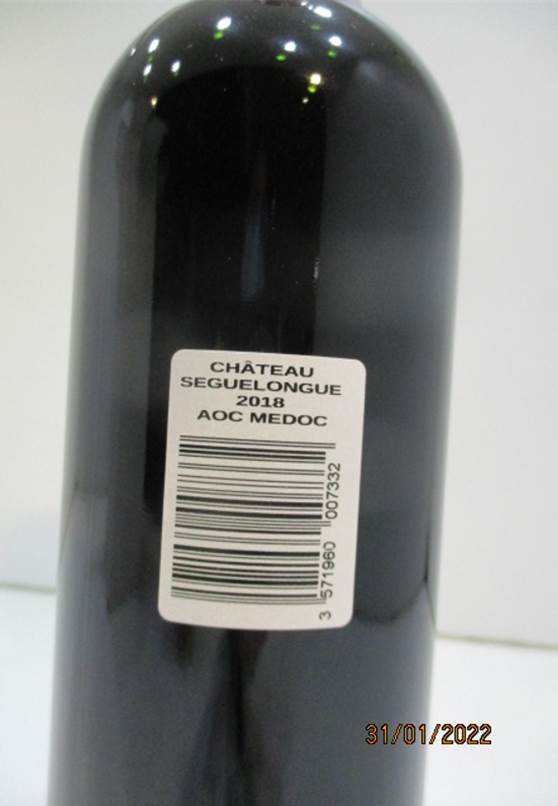 CHÂTEAU
SEGUELONGUE
2018
AOC MEDOC
3 571960 007332
31/01/2022